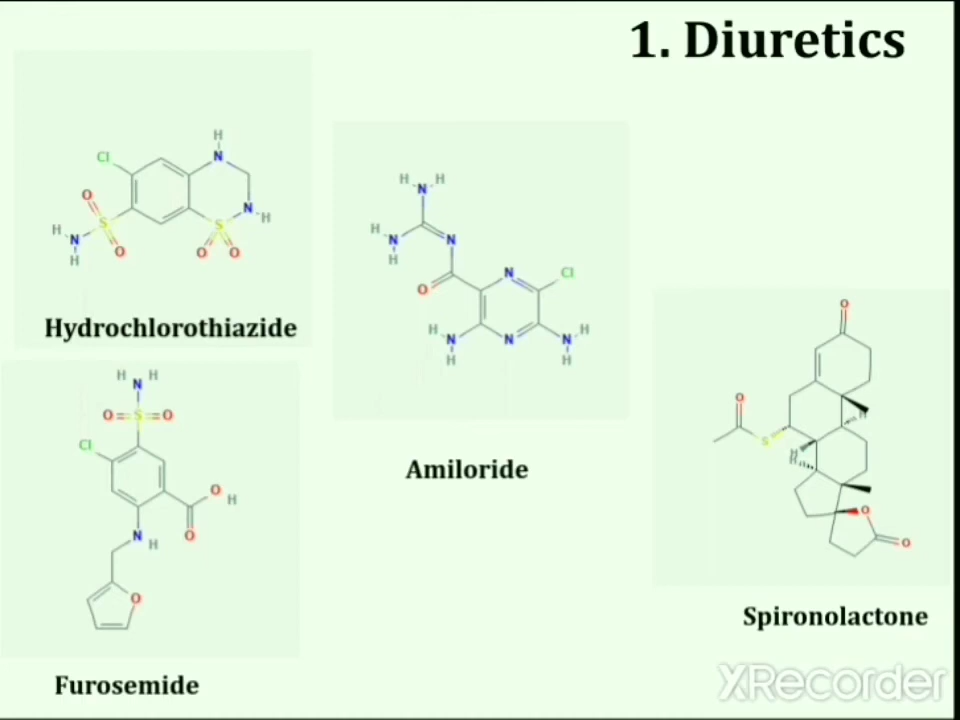 1. Diuretics
Hydrochlorothiazide
Amiloride
Furosemide
Spironolactone
XRecorder